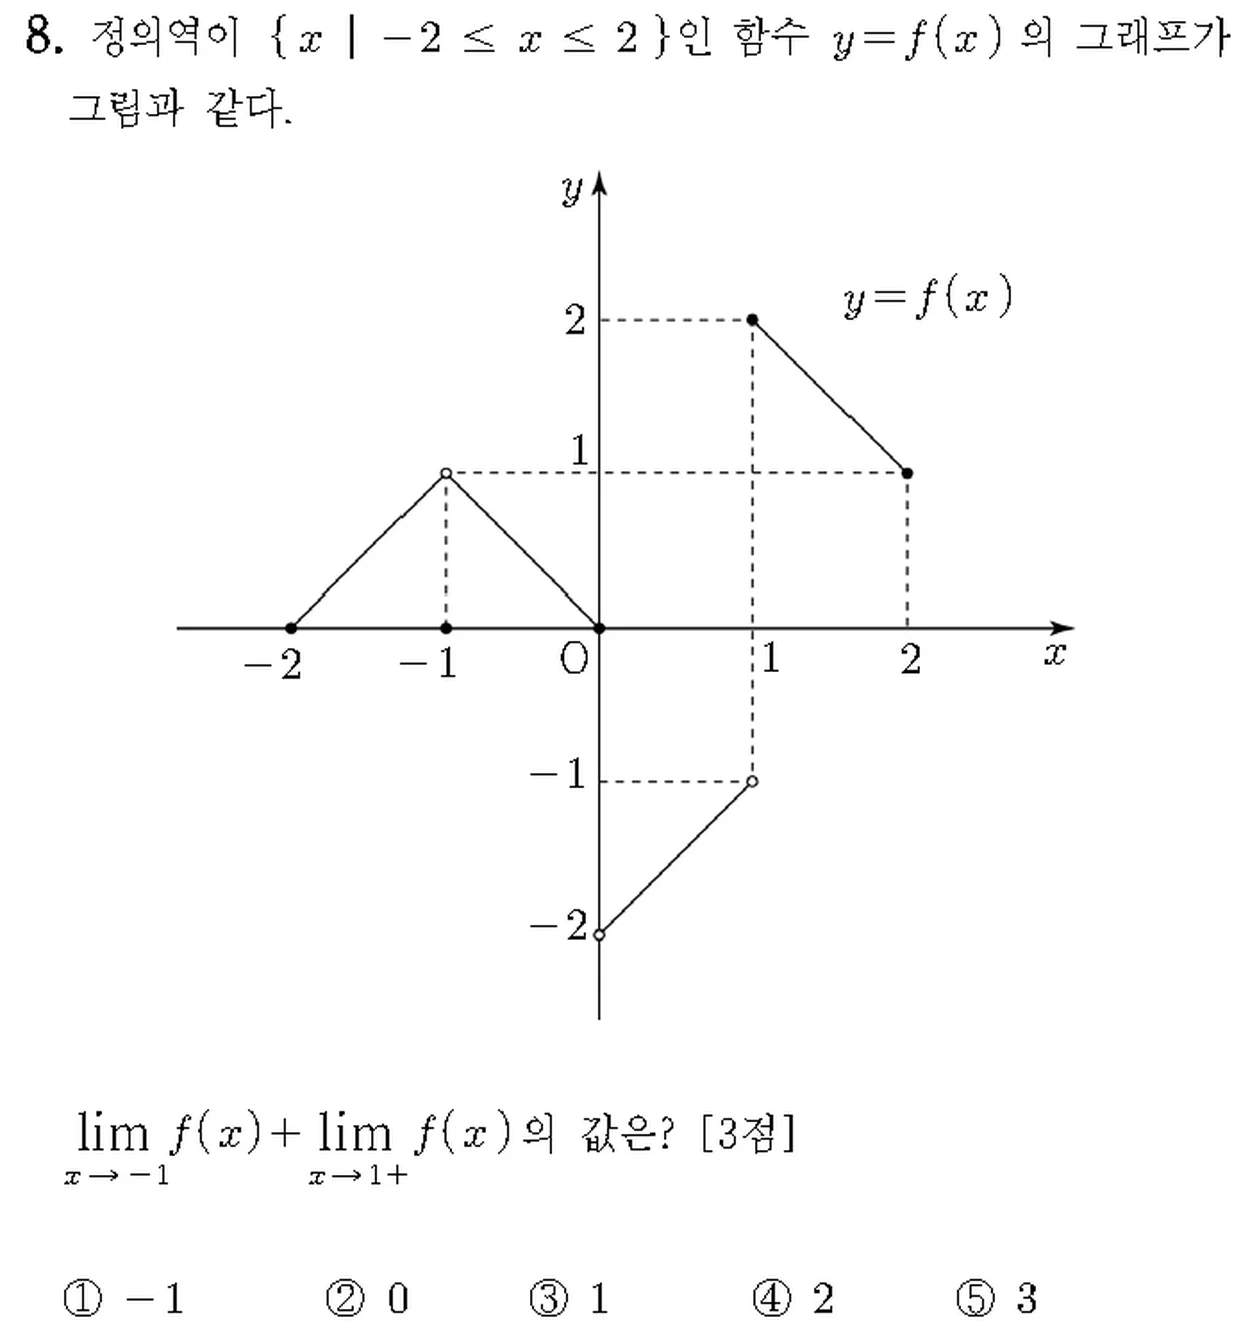 8. 정의역이 { x | −2 ≤ x ≤ 2 }인 함수 y=f(x) 의 그래프가
그림과 같다.
y
y=f(x)
2
1
−2 −1 O 1 2 x
−1
−2
lim f(x)+ lim f(x)의 값은? [3점]
x→−1 x→1+
① −1 ② 0 ③ 1 ④ 2 ⑤ 3